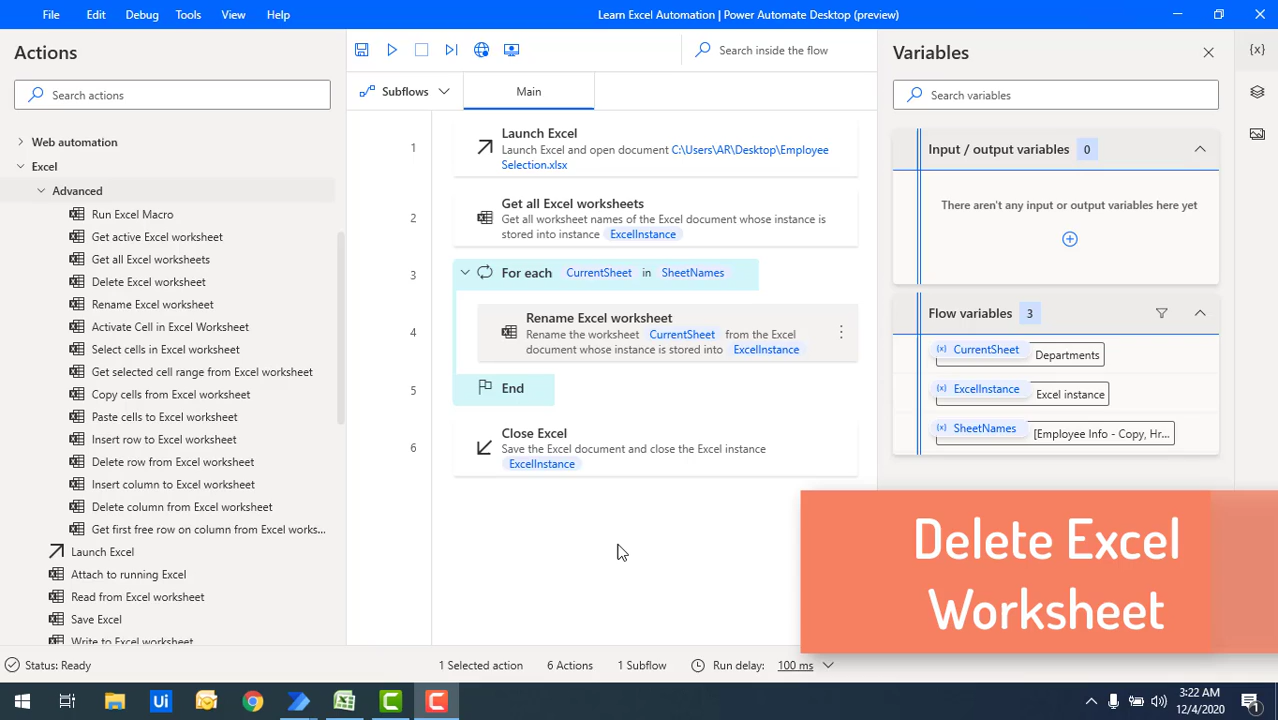 File Edit Debug Tools View Help
Learn Excel Automation | Power Automate Desktop (preview)
Actions
Search actions
Web automation
Excel
Advanced
Run Excel Macro
Get active Excel worksheet
Get all Excel worksheets
Delete Excel worksheet
Rename Excel worksheet
Activate Cell in Excel Worksheet
Select cells in Excel worksheet
Get selected cell range from Excel worksheet
Copy cells from Excel worksheet
Paste cells to Excel worksheet
Insert row to Excel worksheet
Delete row from Excel worksheet
Insert column to Excel worksheet
Delete column from Excel worksheet
Get first free row on column from Excel works...
Launch Excel
Attach to running Excel
Read from Excel worksheet
Save Excel
Write to Excel worksheet
Search inside the flow
Subflows
Main
1
Launch Excel
Launch Excel and open document C:\Users\AR\Desktop\Employee
Selection.xlsx
2
Get all Excel worksheets
Get all worksheet names of the Excel document whose instance is
stored into instance ExcelInstance
3
For each CurrentSheet in SheetNames
4
Rename Excel worksheet
Rename the worksheet CurrentSheet from the Excel
document whose instance is stored into ExcelInstance
5
End
6
Close Excel
Save the Excel document and close the Excel instance
ExcelInstance
Variables
{x}
Search variables
Input / output variables 0
There aren't any input or output variables here yet
Flow variables 3
(x) CurrentSheet Departments
(x) ExcelInstance Excel instance
(x) SheetNames [Employee Info - Copy, Hr...
Delete Excel
Worksheet
Status: Ready
1 Selected action 6 Actions 1 Subflow Run delay: 100 ms
Ui
C
C
3:22 AM
12/4/2020
1